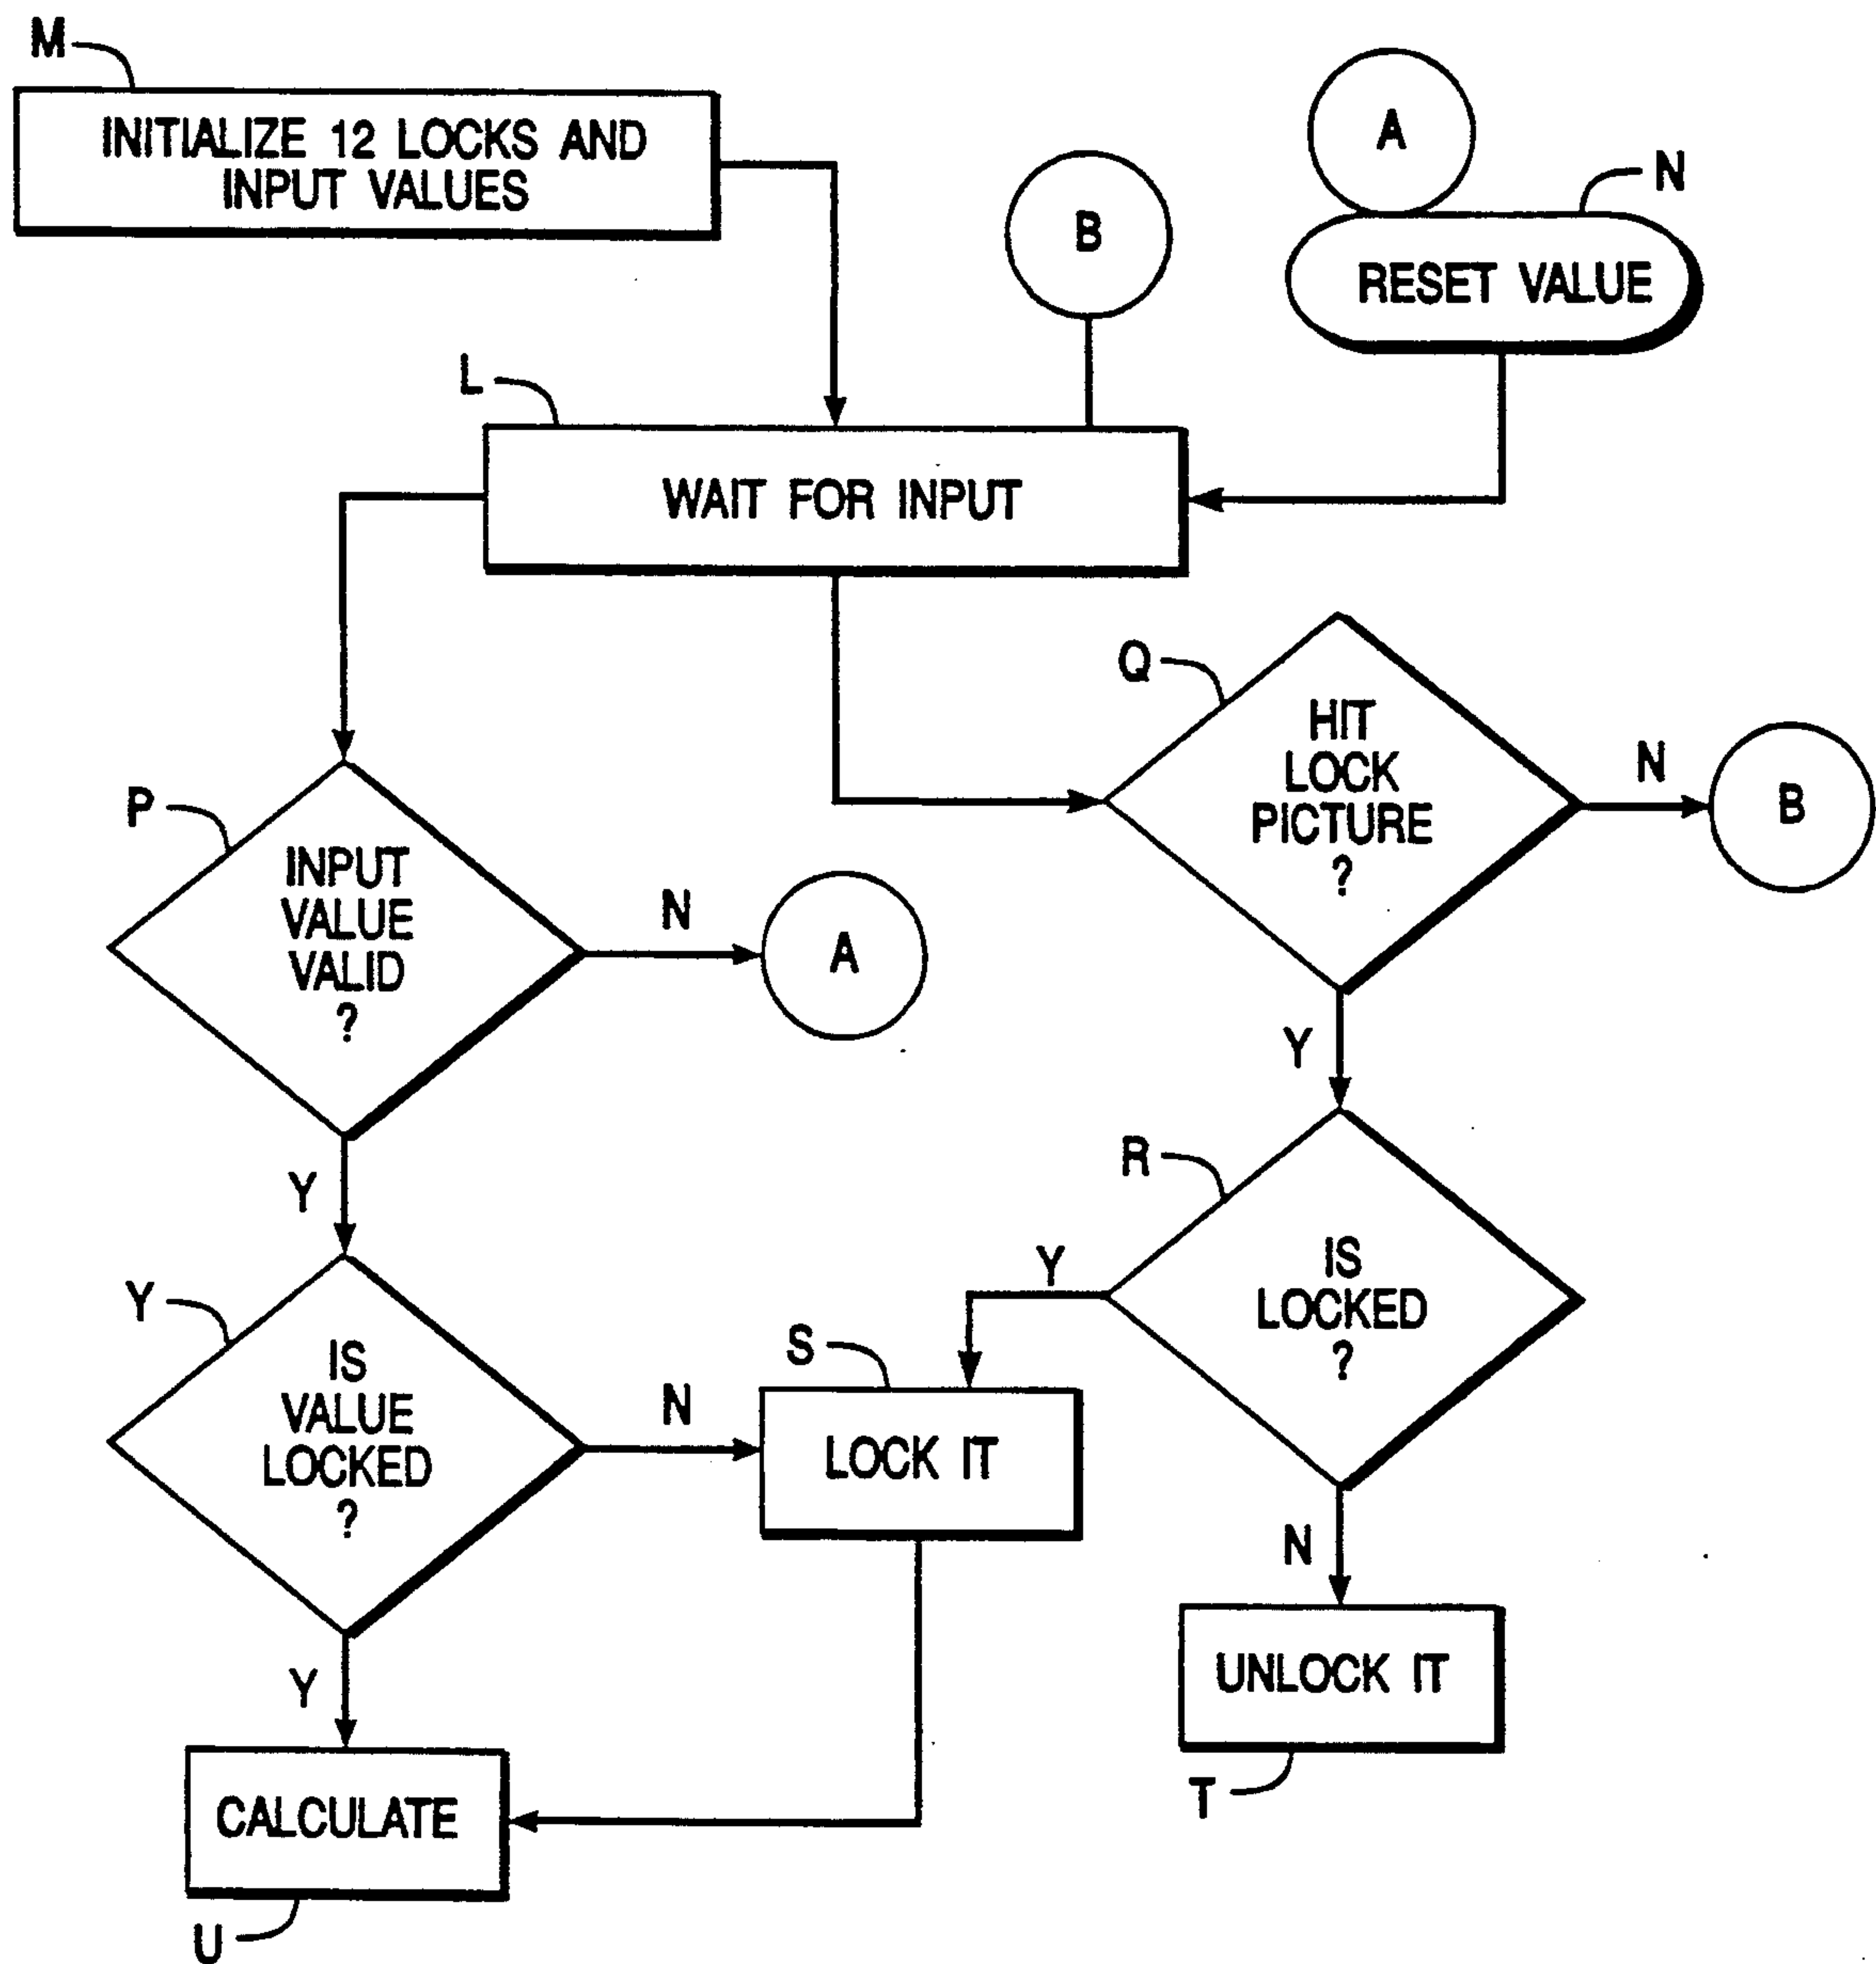 M
INITIALIZE 12 LOCKS AND
INPUT VALUES
A
N
RESET VALUE
B
L
WAIT FOR INPUT
Q
HIT
LOCK
PICTURE
?
N
B
P
INPUT
VALUE
VALID
?
N
A
Y
Y
R
IS
LOCKED
?
Y
Y
IS
VALUE
LOCKED
?
N
S
LOCK IT
N
UNLOCK IT
T
Y
CALCULATE
U